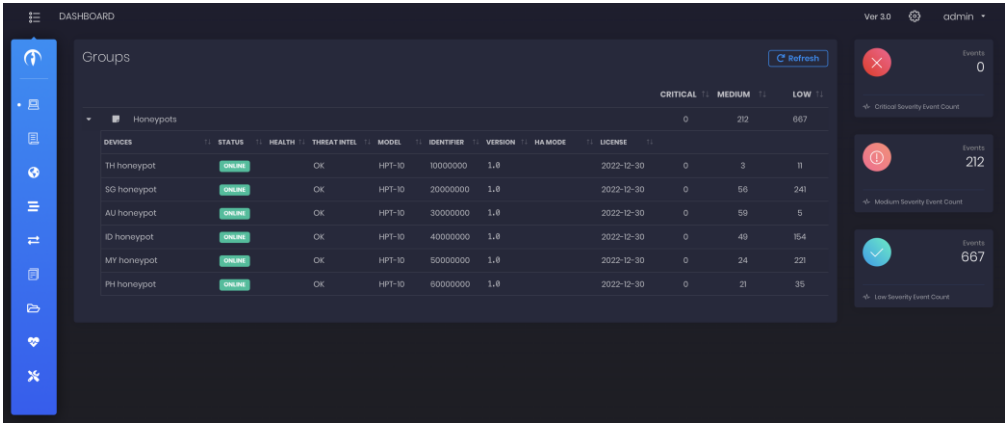 DASHBOARD
Ver 3.0
admin
Groups
Refresh
CRITICAL MEDIUM LOW
Honeypots 0 212 667
DEVICES STATUS HEALTH THREAT INTEL MODEL IDENTIFIER VERSION HA MODE LICENSE
TH honeypot ONLINE OK HPT-10 10000000 1.0 2022-12-30 0 3 11
SG honeypot ONLINE OK HPT-10 20000000 1.0 2022-12-30 0 56 241
AU honeypot ONLINE OK HPT-10 30000000 1.0 2022-12-30 0 59 5
ID honeypot ONLINE OK HPT-10 40000000 1.0 2022-12-30 0 49 154
MY honeypot ONLINE OK HPT-10 50000000 1.0 2022-12-30 0 24 221
PH honeypot ONLINE OK HPT-10 60000000 1.0 2022-12-30 0 21 35
Events
0
Critical Severity Event Count
Events
212
Medium Severity Event Count
Events
667
Low Severity Event Count